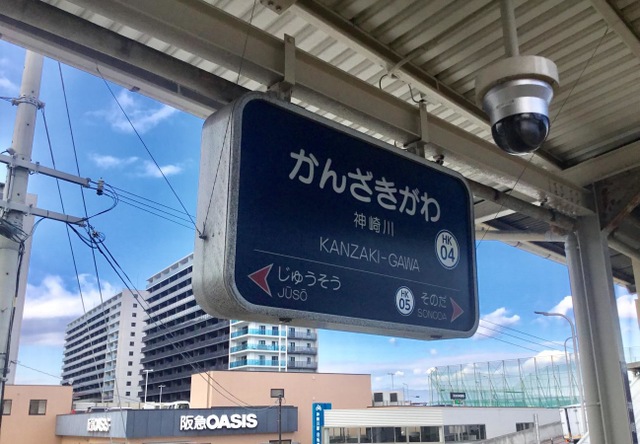 かんざきがわ
神崎川
KANZAKI-GAWA
HK
04
じゅうそう
JŪSŌ
HK
05
そのだ
SONODA
阪急OASIS